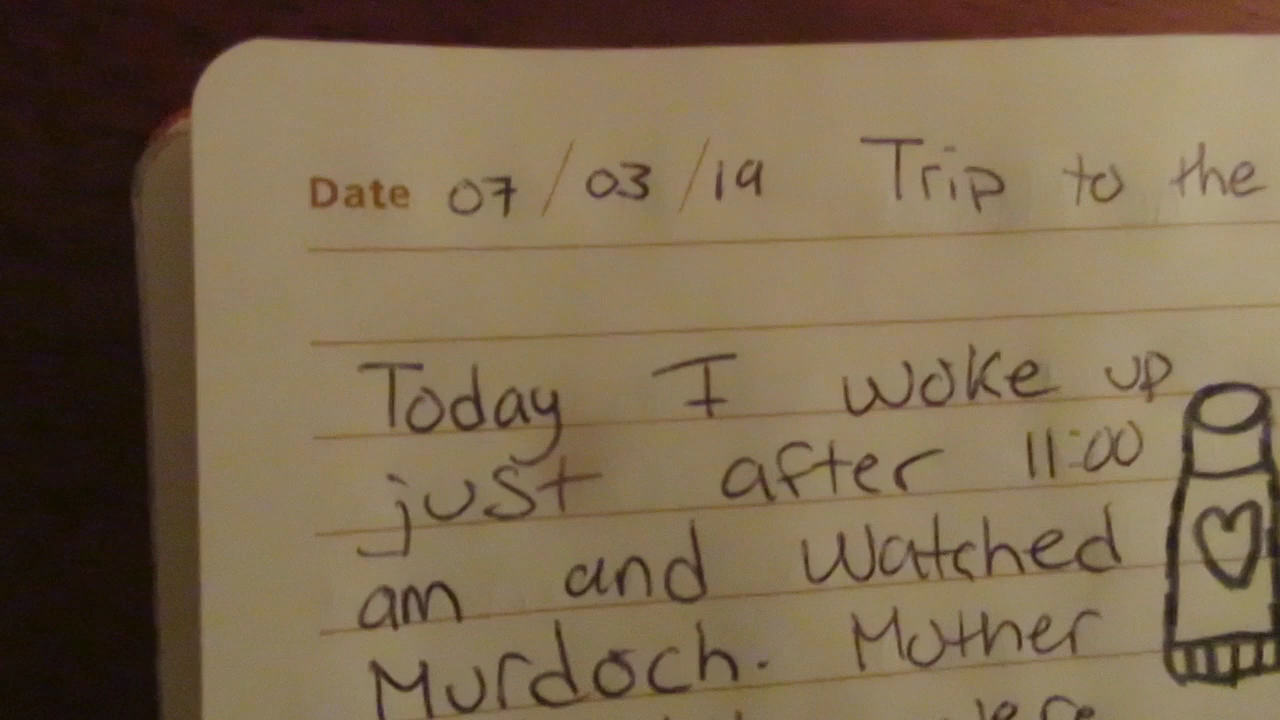 Date 07/03/19 Trip to the
Today I woke up
just after 11:00
am and watched
Murdoch. Mother